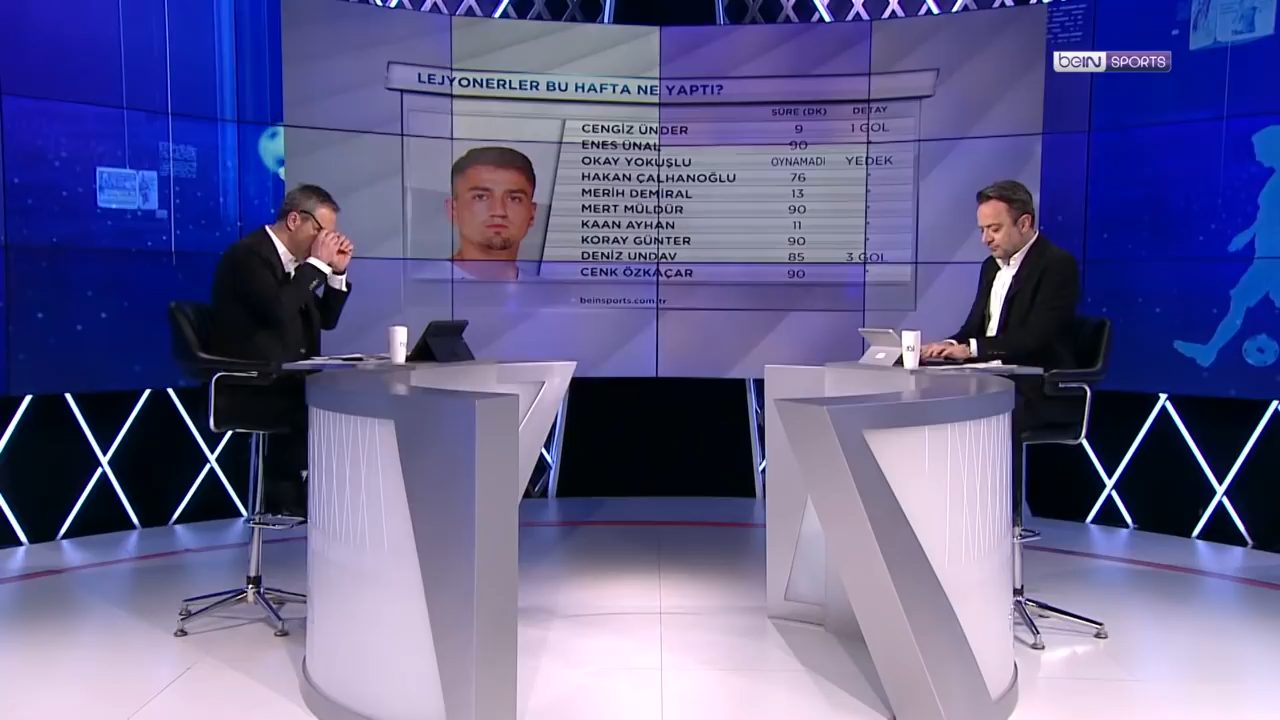 beIN SPORTS
LEJYONERLER BU HAFTA NE YAPTI?
SÜRE (DK) DETAY
CENGİZ ÜNDER 9 1 GOL
ENES ÜNAL 90
OKAY YOKUŞLU OYNAMADI YEDEK
HAKAN ÇALHANOĞLU 76
MERİH DEMİRAL 13
MERT MÜLDÜR 90
KAAN AYHAN 11
KORAY GÜNTER 90
DENİZ UNDAV 85 3 GOL
CENK ÖZKAÇAR 90
beinsports.com.tr